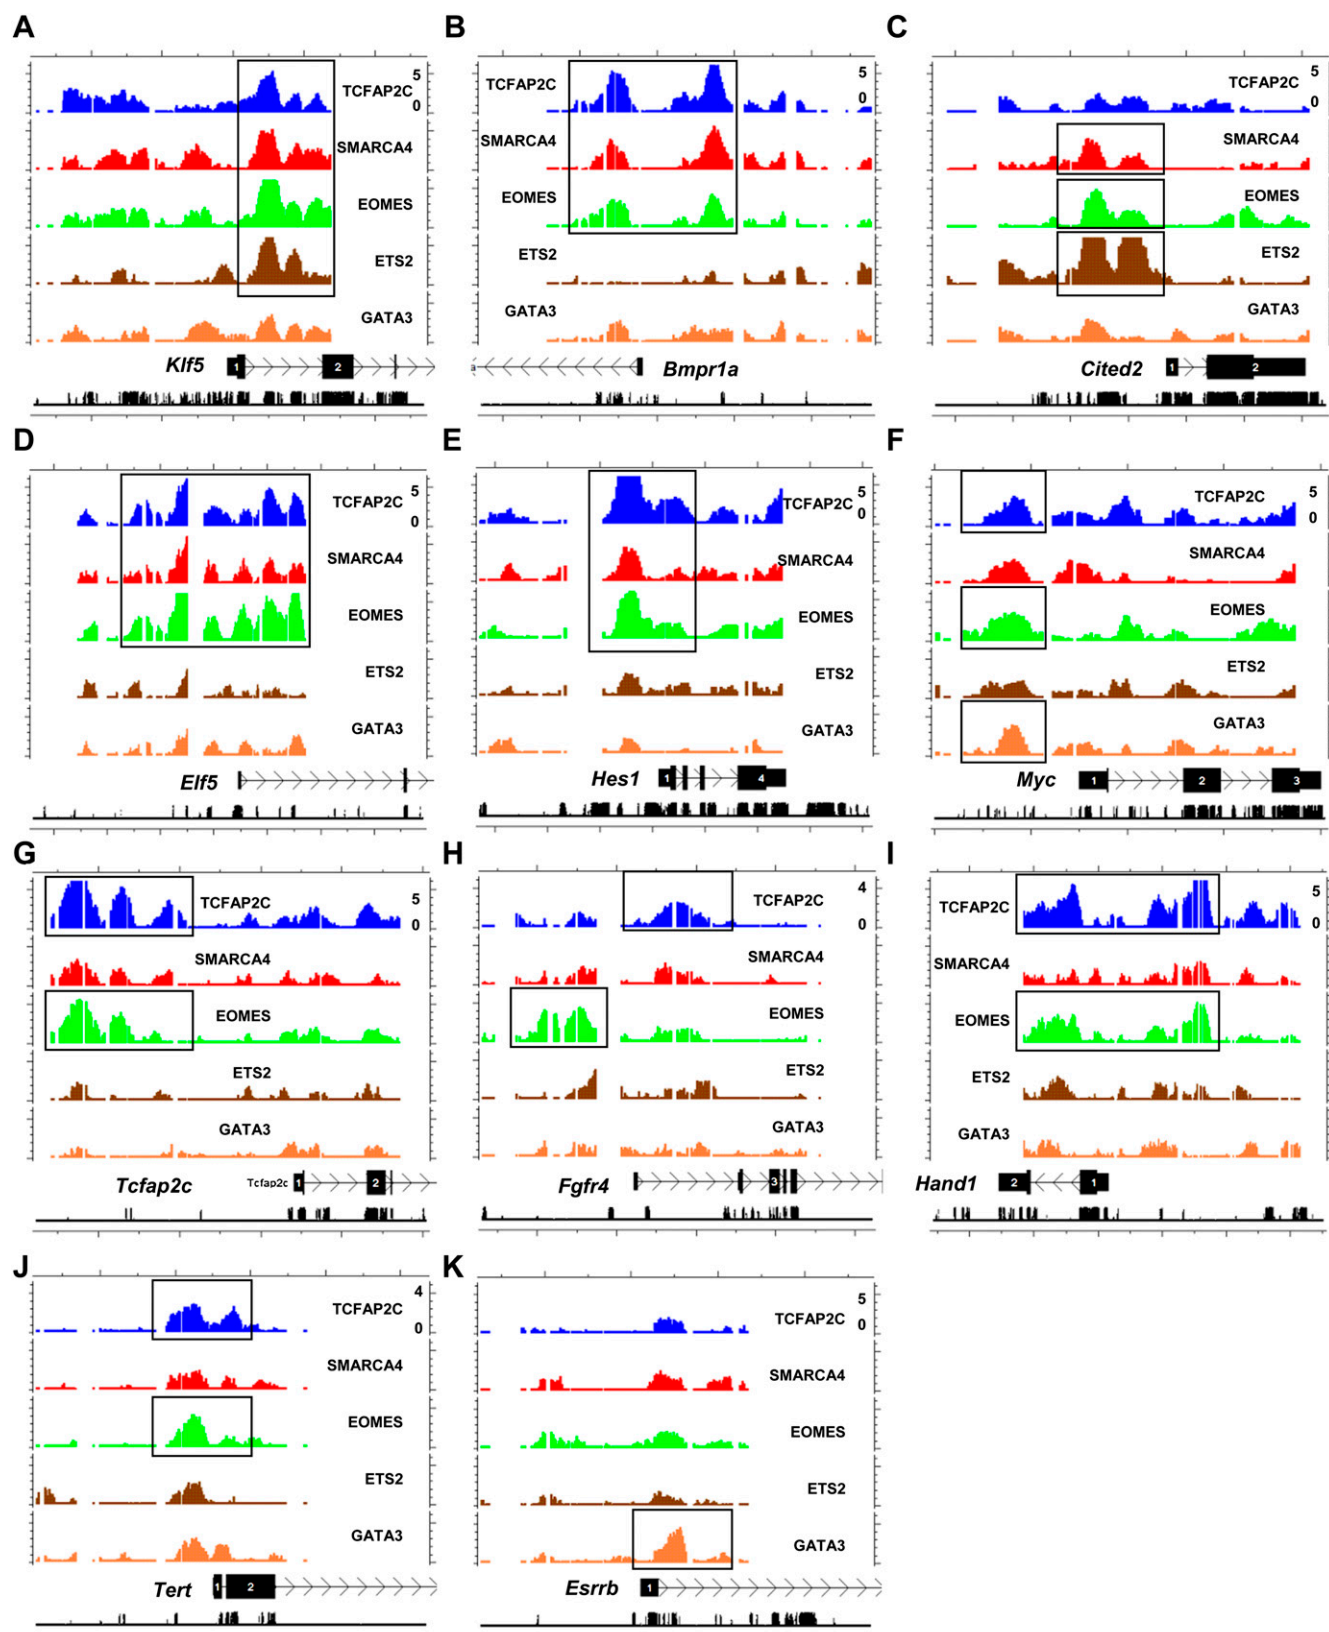 A
TCFAP2C
5
0
SMARCA4
EOMES
ETS2
GATA3
Klf5
1
2
B
TCFAP2C
5
0
SMARCA4
EOMES
ETS2
GATA3
Bmpr1a
C
TCFAP2C
5
0
SMARCA4
EOMES
ETS2
GATA3
Cited2
1
2
D
TCFAP2C
5
0
SMARCA4
EOMES
ETS2
GATA3
Elf5
E
TCFAP2C
5
0
SMARCA4
EOMES
ETS2
GATA3
Hes1
1
4
F
TCFAP2C
5
0
SMARCA4
EOMES
ETS2
GATA3
Myc
1
2
3
G
TCFAP2C
5
0
SMARCA4
EOMES
ETS2
GATA3
Tcfap2c
Tcfap2c
1
2
H
TCFAP2C
4
0
SMARCA4
EOMES
ETS2
GATA3
Fgfr4
3
I
TCFAP2C
5
0
SMARCA4
EOMES
ETS2
GATA3
Hand1
2
1
J
TCFAP2C
4
0
SMARCA4
EOMES
ETS2
GATA3
Tert
1
2
K
TCFAP2C
5
0
SMARCA4
EOMES
ETS2
GATA3
Esrrb
1